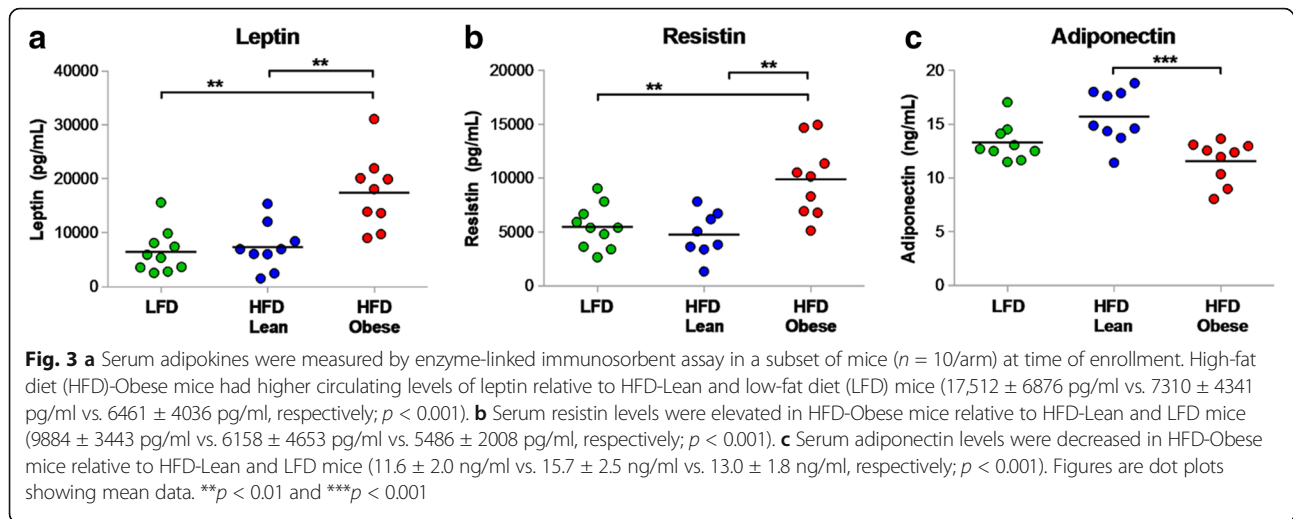 a Leptin
Leptin (pg/mL)
40000
30000
20000
10000
0
**
**
LFD
HFD Lean
HFD Obese
b Resistin
Resistin (pg/mL)
20000
15000
10000
5000
0
**
**
LFD
HFD Lean
HFD Obese
c Adiponectin
Adiponectin (ng/mL)
20
15
10
5
0
***
LFD
HFD Lean
HFD Obese
Fig. 3 a Serum adipokines were measured by enzyme-linked immunosorbent assay in a subset of mice (n = 10/arm) at time of enrollment. High-fat
diet (HFD)-Obese mice had higher circulating levels of leptin relative to HFD-Lean and low-fat diet (LFD) mice (17,512 ± 6876 pg/ml vs. 7310 ± 4341
pg/ml vs. 6461 ± 4036 pg/ml, respectively; p < 0.001). b Serum resistin levels were elevated in HFD-Obese mice relative to HFD-Lean and LFD mice
(9884 ± 3443 pg/ml vs. 6158 ± 4653 pg/ml vs. 5486 ± 2008 pg/ml, respectively; p < 0.001). c Serum adiponectin levels were decreased in HFD-Obese
mice relative to HFD-Lean and LFD mice (11.6 ± 2.0 ng/ml vs. 15.7 ± 2.5 ng/ml vs. 13.0 ± 1.8 ng/ml, respectively; p < 0.001). Figures are dot plots
showing mean data. **p < 0.01 and ***p < 0.001